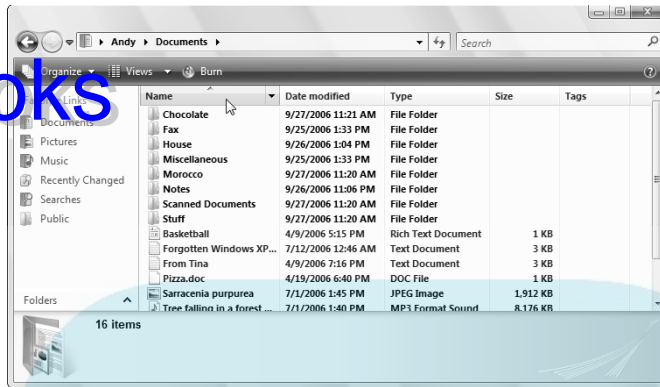 Andy Documents
Search
Organize Views Burn
oks
Name Date modified Type Size Tags
Documents
Pictures
Music
Recently Changed
Searches
Public
Folders
Chocolate 9/27/2006 11:21 AM File Folder
Fax 9/25/2006 1:33 PM File Folder
House 9/26/2006 1:04 PM File Folder
Miscellaneous 9/25/2006 1:33 PM File Folder
Morocco 9/27/2006 11:20 AM File Folder
Notes 9/26/2006 11:06 PM File Folder
Scanned Documents 9/27/2006 11:20 AM File Folder
Stuff 9/27/2006 11:20 AM File Folder
Basketball 4/9/2006 5:15 PM Rich Text Document 1 KB
Forgotten Windows XP... 7/12/2006 12:46 AM Text Document 3 KB
From Tina 4/9/2006 7:16 PM Text Document 3 KB
Pizza.doc 4/19/2006 6:40 PM DOC File 1 KB
Sarracenia purpurea 7/1/2006 1:45 PM JPEG Image 1,912 KB
Tree falling in a forest ... 7/1/2006 1:40 PM MP3 Format Sound 8,176 KB
16 items